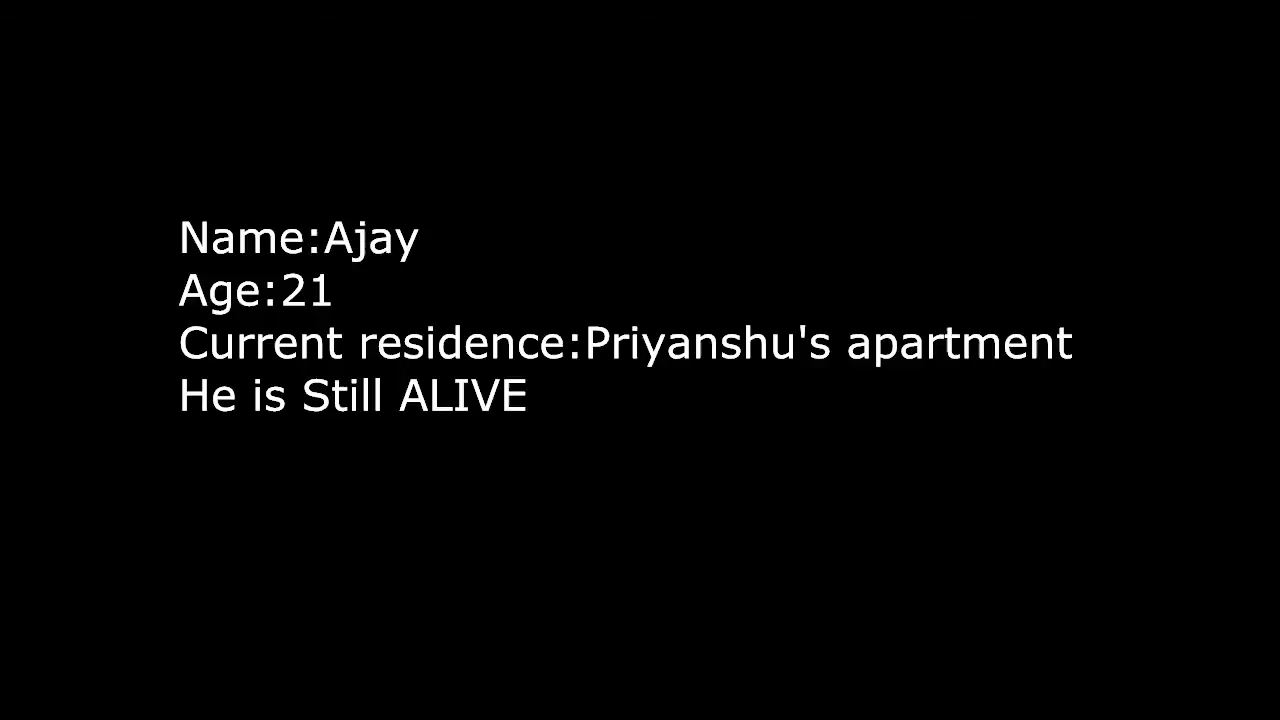 Name:Ajay
Age:21
Current residence:Priyanshu's apartment
He is Still ALIVE